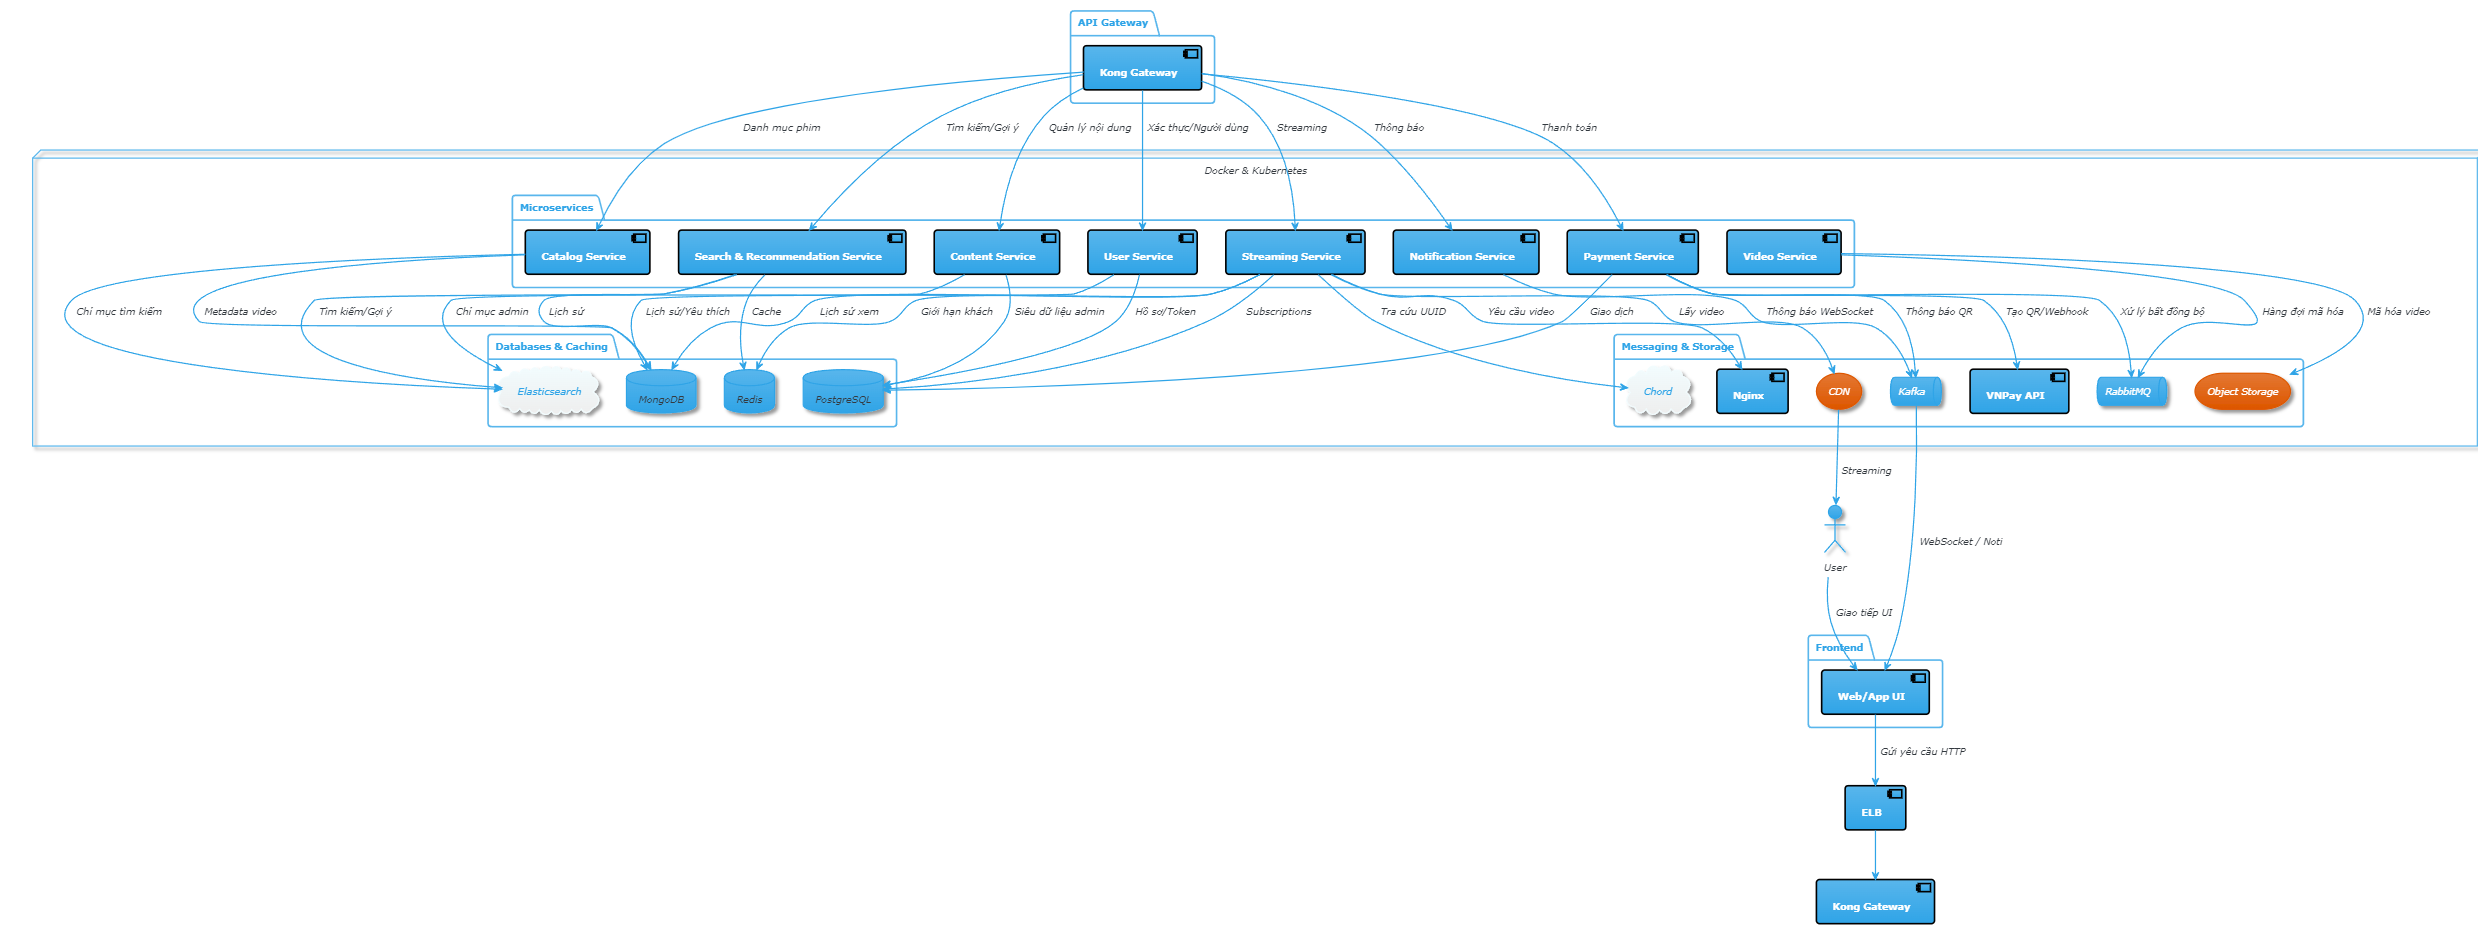 API Gateway
Kong Gateway
Danh mục phim
Tìm kiếm/Gợi ý
Quản lý nội dung
Xác thực/Người dùng
Streaming
Thông báo
Thanh toán
Docker & Kubernetes
Microservices
Catalog Service
Search & Recommendation Service
Content Service
User Service
Streaming Service
Notification Service
Payment Service
Video Service
Chỉ mục tìm kiếm
Metadata video
Tìm kiếm/Gợi ý
Chỉ mục admin
Lịch sử
Lịch sử/Yêu thích
Cache
Lịch sử xem
Giới hạn khách
Siêu dữ liệu admin
Hồ sơ/Token
Subscriptions
Tra cứu UUID
Yêu cầu video
Giao dịch
Lấy video
Thông báo WebSocket
Thông báo QR
Tạo QR/Webhook
Xử lý bất đồng bộ
Hàng đợi mã hóa
Mã hóa video
Databases & Caching
Elasticsearch
MongoDB
Redis
PostgreSQL
Messaging & Storage
Chord
Nginx
CDN
Kafka
VNPay API
RabbitMQ
Object Storage
Streaming
WebSocket / Noti
User
Giao tiếp UI
Frontend
Web/App UI
Gửi yêu cầu HTTP
ELB
Kong Gateway